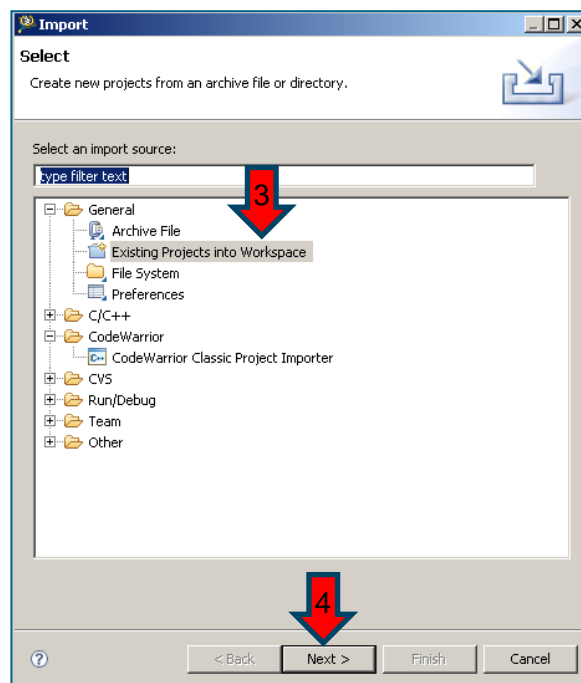 Import
Select
Create new projects from an archive file or directory.
Select an import source:
type filter text
3
General
Archive File
Existing Projects into Workspace
File System
Preferences
C/C++
CodeWarrior
C++ CodeWarrior Classic Project Importer
CVS
Run/Debug
Team
Other
4
? < Back Next > Finish Cancel